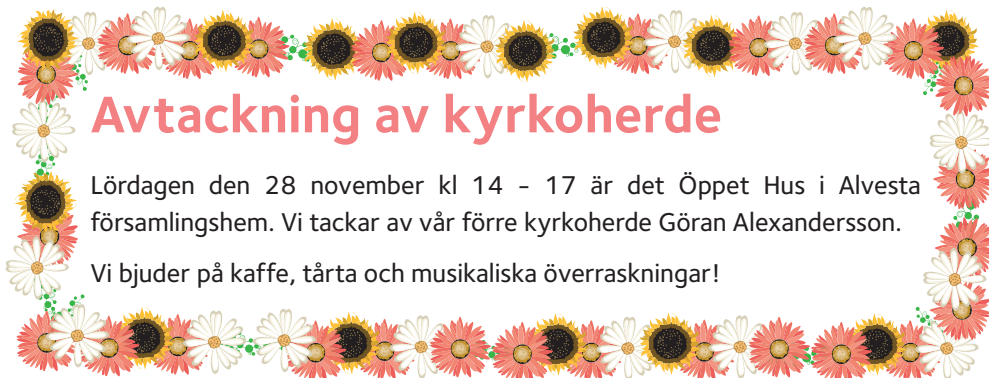 Avtackning av kyrkoherde
Lördagen den 28 november kl 14 – 17 är det Öppet Hus i Alvesta
församlingshem. Vi tackar av vår förre kyrkoherde Göran Alexandersson.
Vi bjuder på kaffe, tårta och musikaliska överraskningar!